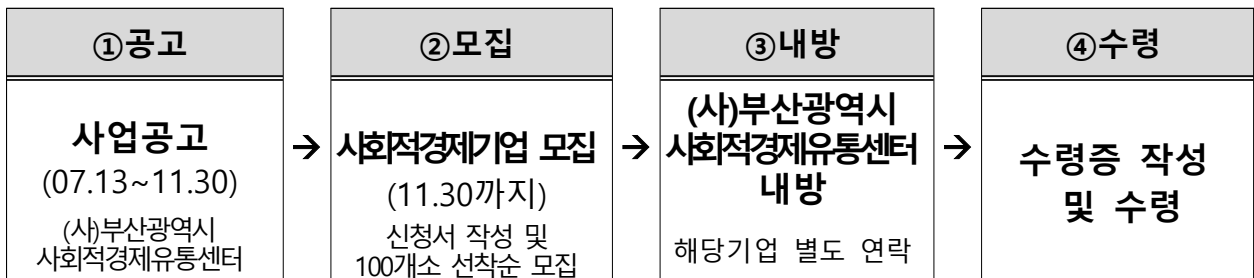 ①공고
사업공고
(07.13~11.30)
(사)부산광역시
사회적경제유통센터
→
②모집
사회적경제기업 모집
(11.30까지)
신청서 작성 및
100개소 선착순 모집
→
③내방
(사)부산광역시
사회적경제유통센터
내방
해당기업 별도 연락
→
④수령
수령증 작성
및 수령